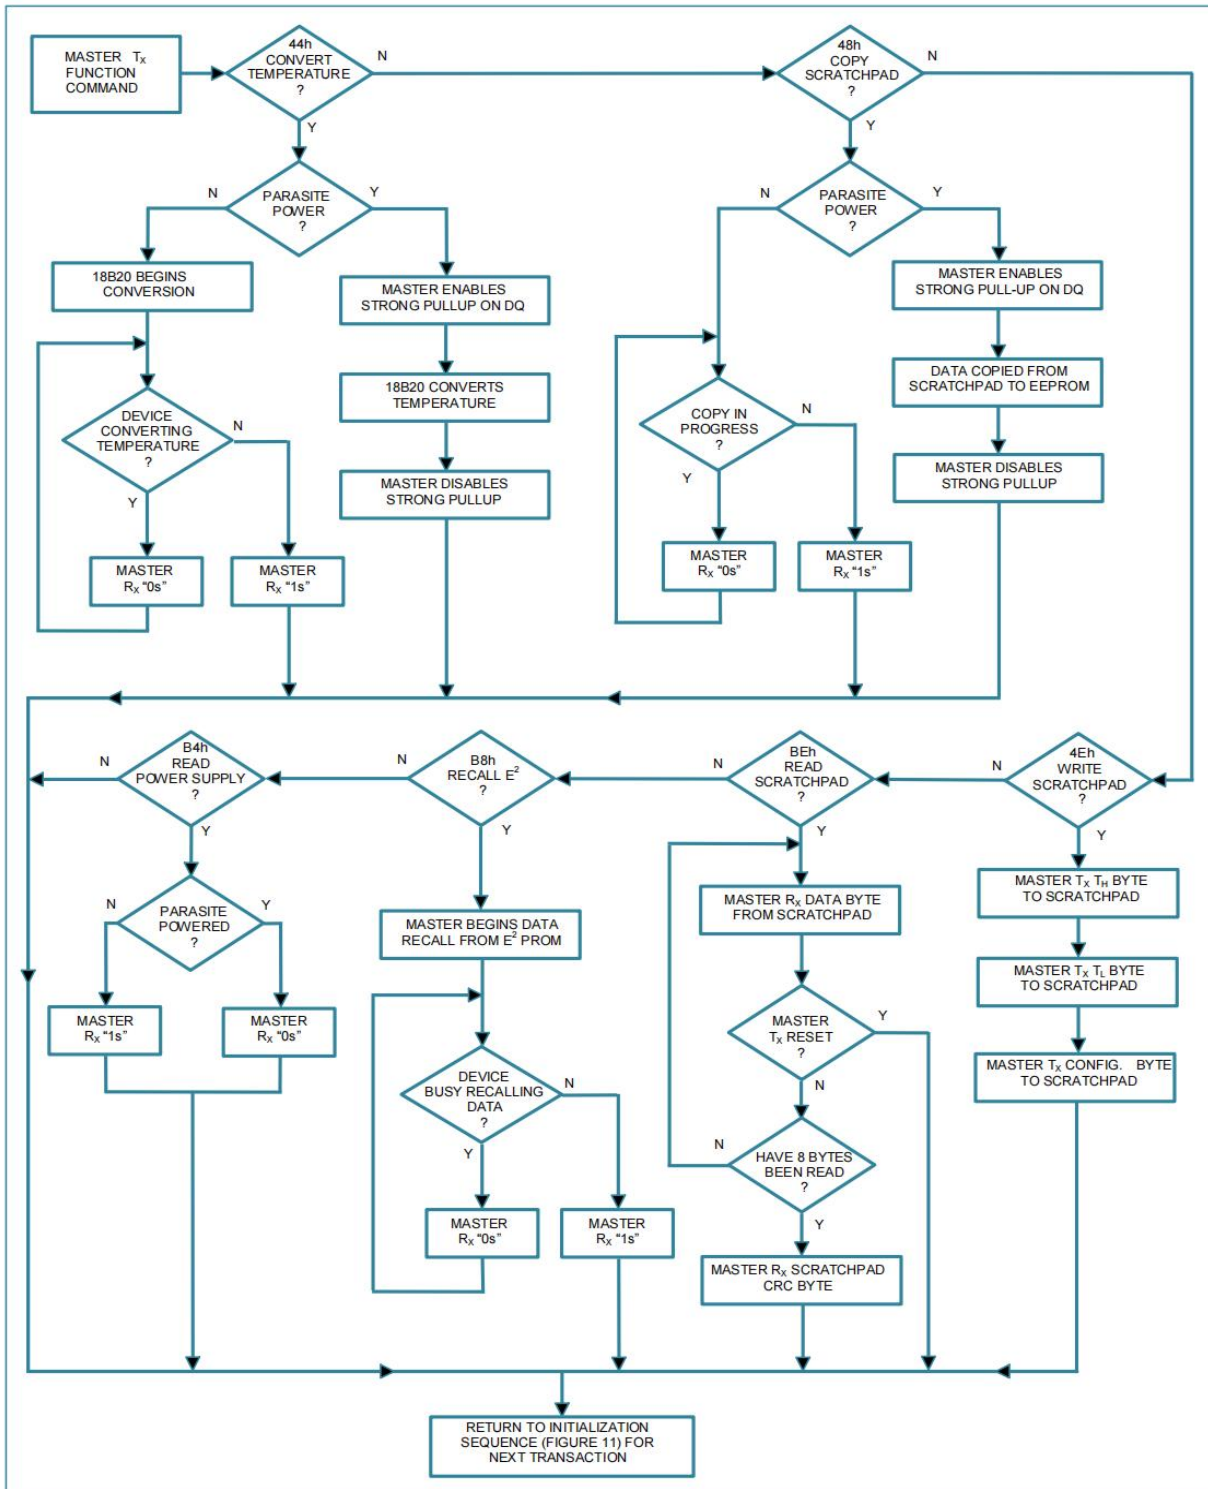 MASTER Tₓ
FUNCTION
COMMAND
44h
CONVERT
TEMPERATURE
?
N
Y
48h
COPY
SCRATCHPAD
?
N
Y
PARASITE
POWER
?
N
Y
18B20 BEGINS
CONVERSION
MASTER ENABLES
STRONG PULLUP ON DQ
DEVICE
CONVERTING
TEMPERATURE
?
N
Y
18B20 CONVERTS
TEMPERATURE
MASTER DISABLES
STRONG PULLUP
MASTER
Rₓ “0s”
MASTER
Rₓ “1s”
PARASITE
POWER
?
N
Y
MASTER ENABLES
STRONG PULL-UP ON DQ
COPY IN
PROGRESS
?
N
Y
DATA COPIED FROM
SCRATCHPAD TO EEPROM
MASTER DISABLES
STRONG PULLUP
MASTER
Rₓ “0s”
MASTER
Rₓ “1s”
B4h
READ
POWER SUPPLY
?
N
Y
B8h
RECALL E²
?
N
Y
BEh
READ
SCRATCHPAD
?
N
Y
4Eh
WRITE
SCRATCHPAD
?
N
Y
PARASITE
POWERED
?
N
Y
MASTER
Rₓ “1s”
MASTER
Rₓ “0s”
MASTER BEGINS DATA
RECALL FROM E² PROM
DEVICE
BUSY RECALLING
DATA
?
N
Y
MASTER
Rₓ “0s”
MASTER
Rₓ “1s”
MASTER Rₓ DATA BYTE
FROM SCRATCHPAD
MASTER
Tₓ RESET
?
Y
N
HAVE 8 BYTES
BEEN READ
?
N
Y
MASTER Rₓ SCRATCHPAD
CRC BYTE
MASTER Tₓ T_H BYTE
TO SCRATCHPAD
MASTER Tₓ T_L BYTE
TO SCRATCHPAD
MASTER Tₓ CONFIG. BYTE
TO SCRATCHPAD
RETURN TO INITIALIZATION
SEQUENCE (FIGURE 11) FOR
NEXT TRANSACTION